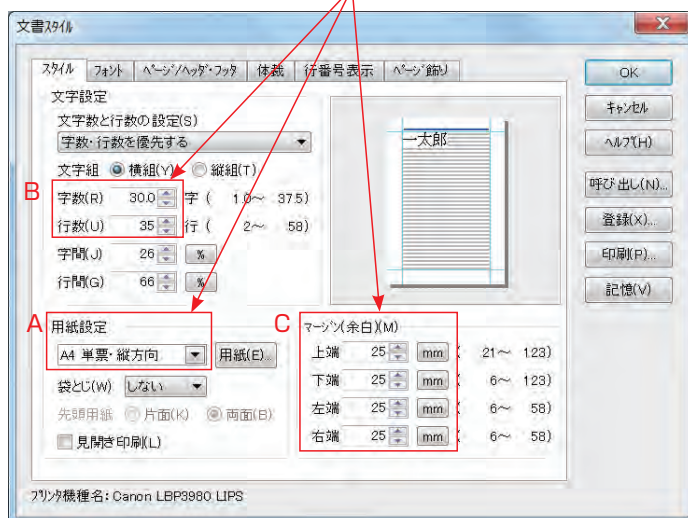 文書スタイル
スタイル フォント ページ/ヘッダ・フッタ 体裁 行番号表示 ページ飾り
文字設定
文字数と行数の設定(S)
字数・行数を優先する
文字組 横組(Y) 縦組(T)
B
字数(R) 30.0 字 ( 1.0～ 37.5)
行数(U) 35 行 ( 2～ 58)
字間(J) 26 %
行間(G) 66 %
一太郎
A
用紙設定
A4 単票・縦方向 用紙(E)...
袋とじ(W) しない
先頭用紙 片面(K) 両面(B)
見開き印刷(L)
C
マージン(余白)(M)
上端 25 mm ( 21～ 123)
下端 25 mm ( 6～ 123)
左端 25 mm ( 6～ 58)
右端 25 mm ( 6～ 58)
OK
キャンセル
ヘルプ(H)
呼び出し(N)...
登録(X)...
印刷(P)...
記憶(V)
プリンタ機種名: Canon LBP3980 LIPS